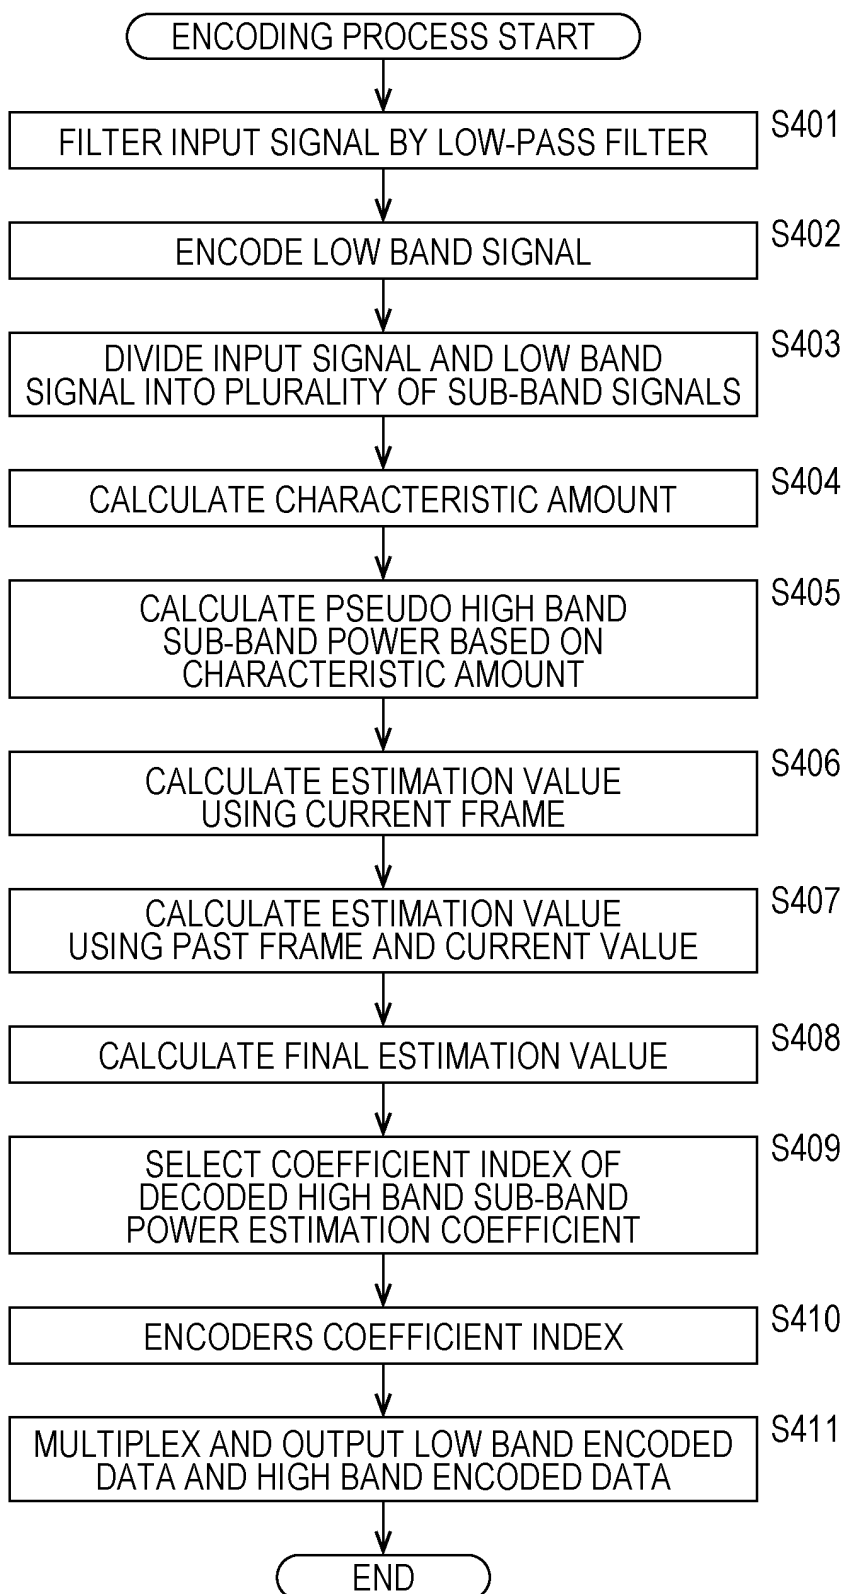 ENCODING PROCESS START
S401
FILTER INPUT SIGNAL BY LOW-PASS FILTER
S402
ENCODE LOW BAND SIGNAL
S403
DIVIDE INPUT SIGNAL AND LOW BAND
SIGNAL INTO PLURALITY OF SUB-BAND SIGNALS
S404
CALCULATE CHARACTERISTIC AMOUNT
S405
CALCULATE PSEUDO HIGH BAND
SUB-BAND POWER BASED ON
CHARACTERISTIC AMOUNT
S406
CALCULATE ESTIMATION VALUE
USING CURRENT FRAME
S407
CALCULATE ESTIMATION VALUE
USING PAST FRAME AND CURRENT VALUE
S408
CALCULATE FINAL ESTIMATION VALUE
S409
SELECT COEFFICIENT INDEX OF
DECODED HIGH BAND SUB-BAND
POWER ESTIMATION COEFFICIENT
S410
ENCODERS COEFFICIENT INDEX
S411
MULTIPLEX AND OUTPUT LOW BAND ENCODED
DATA AND HIGH BAND ENCODED DATA
END